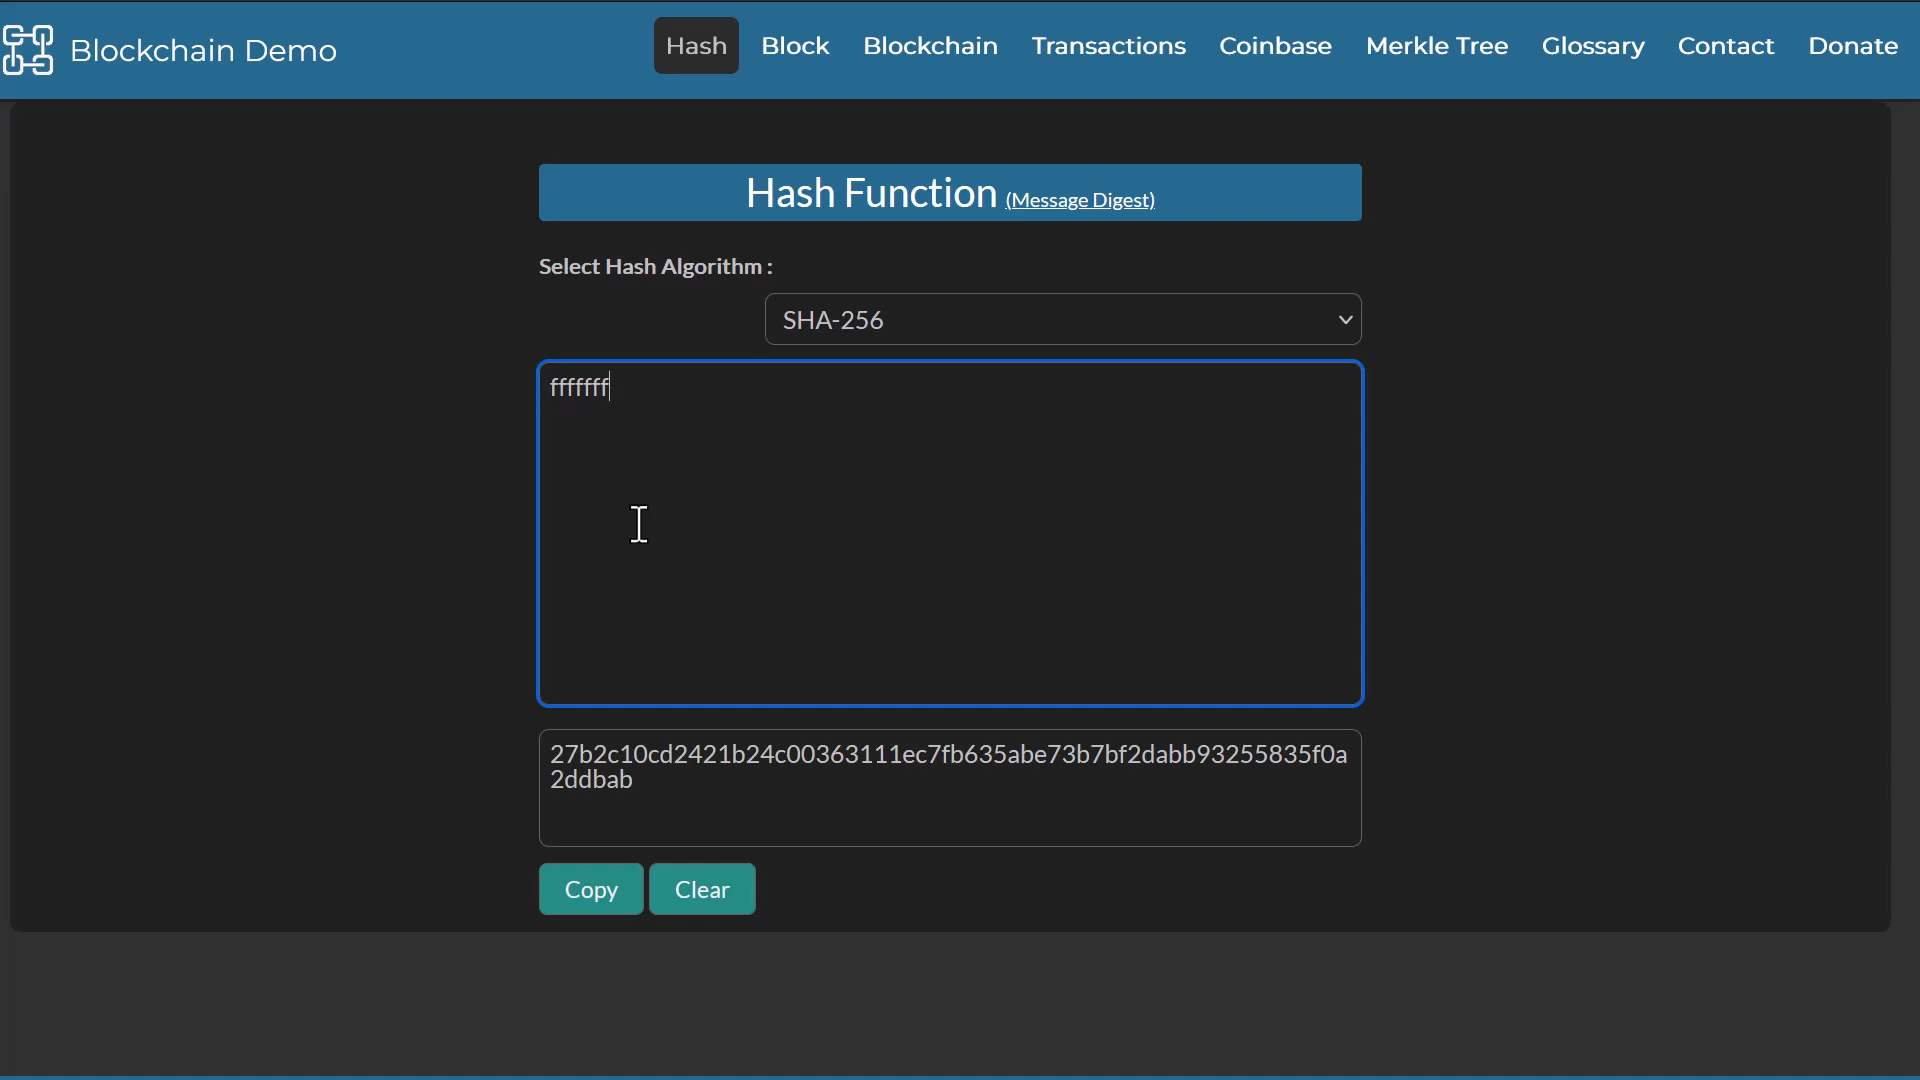 Blockchain Demo
Hash Block Blockchain Transactions Coinbase Merkle Tree Glossary Contact Donate
Hash Function (Message Digest)
Select Hash Algorithm :
SHA-256
fffffff
27b2c10cd2421b24c00363111ec7fb635abe73b7bf2dabb93255835f0a
2ddbab
Copy Clear